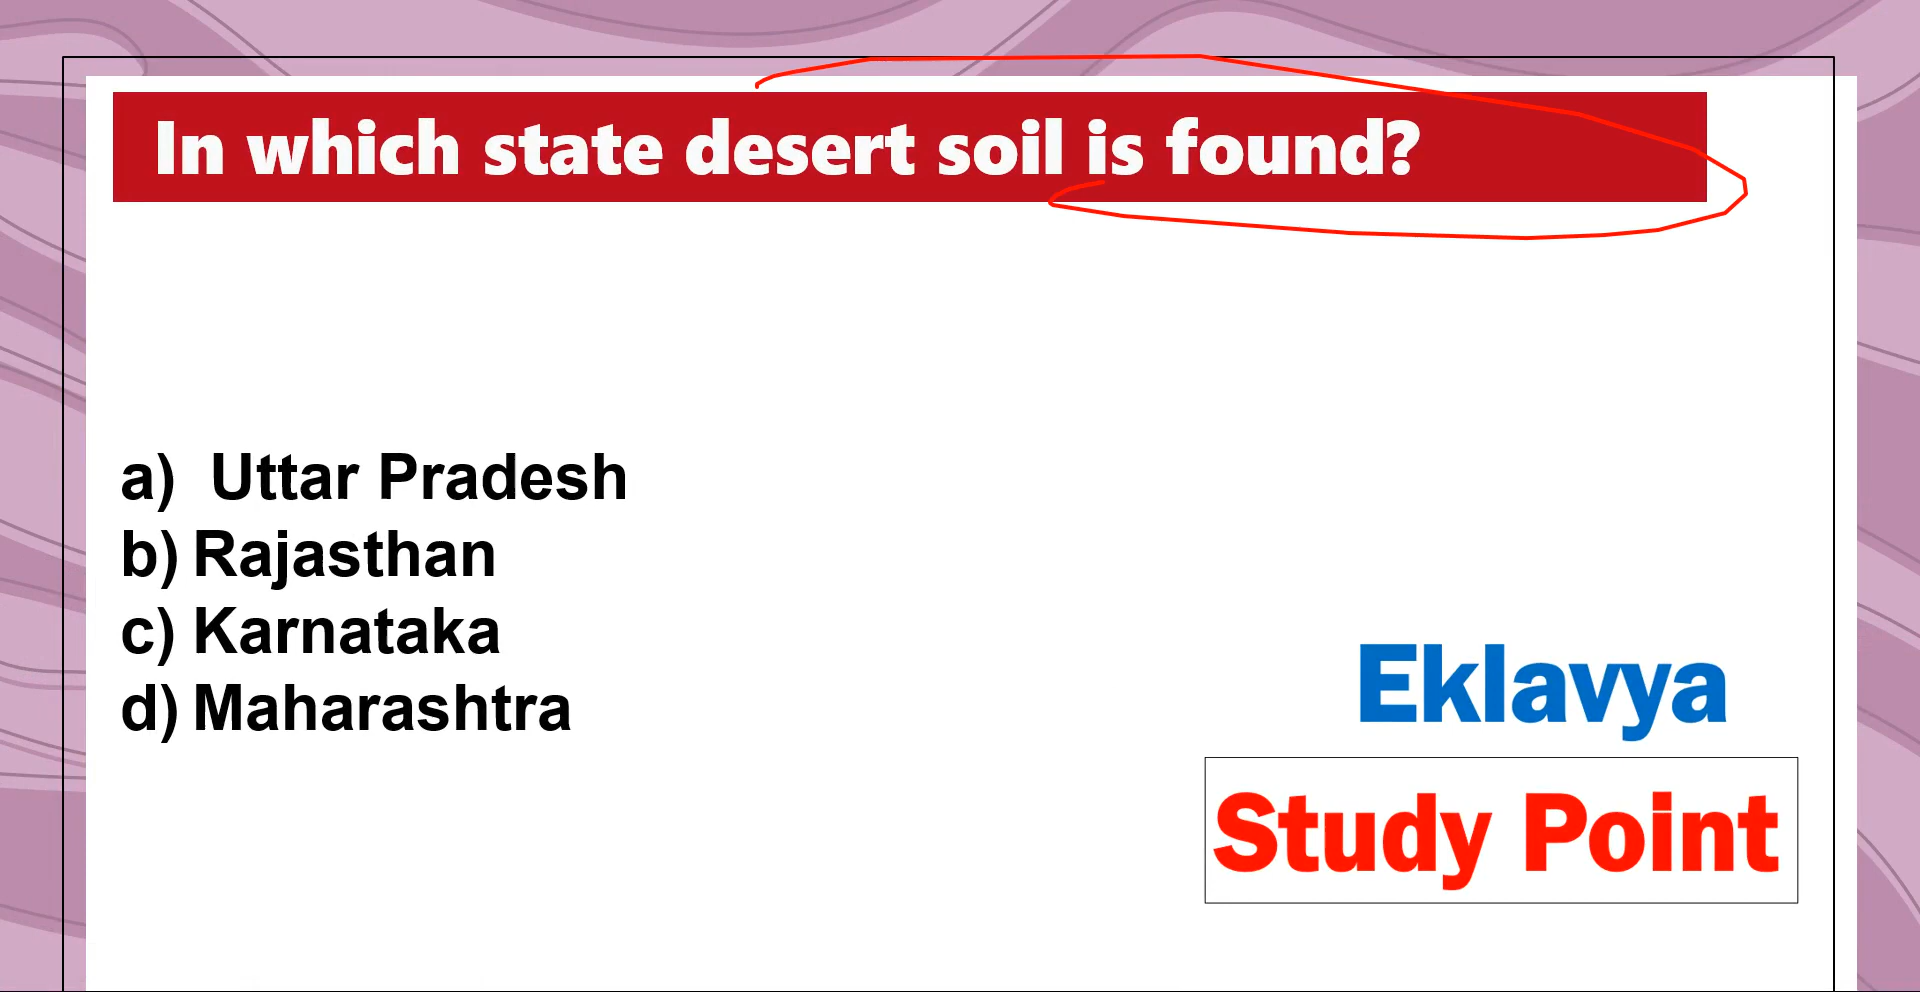 In which state desert soil is found?
a) Uttar Pradesh
b) Rajasthan
c) Karnataka
d) Maharashtra
Eklavya
Study Point